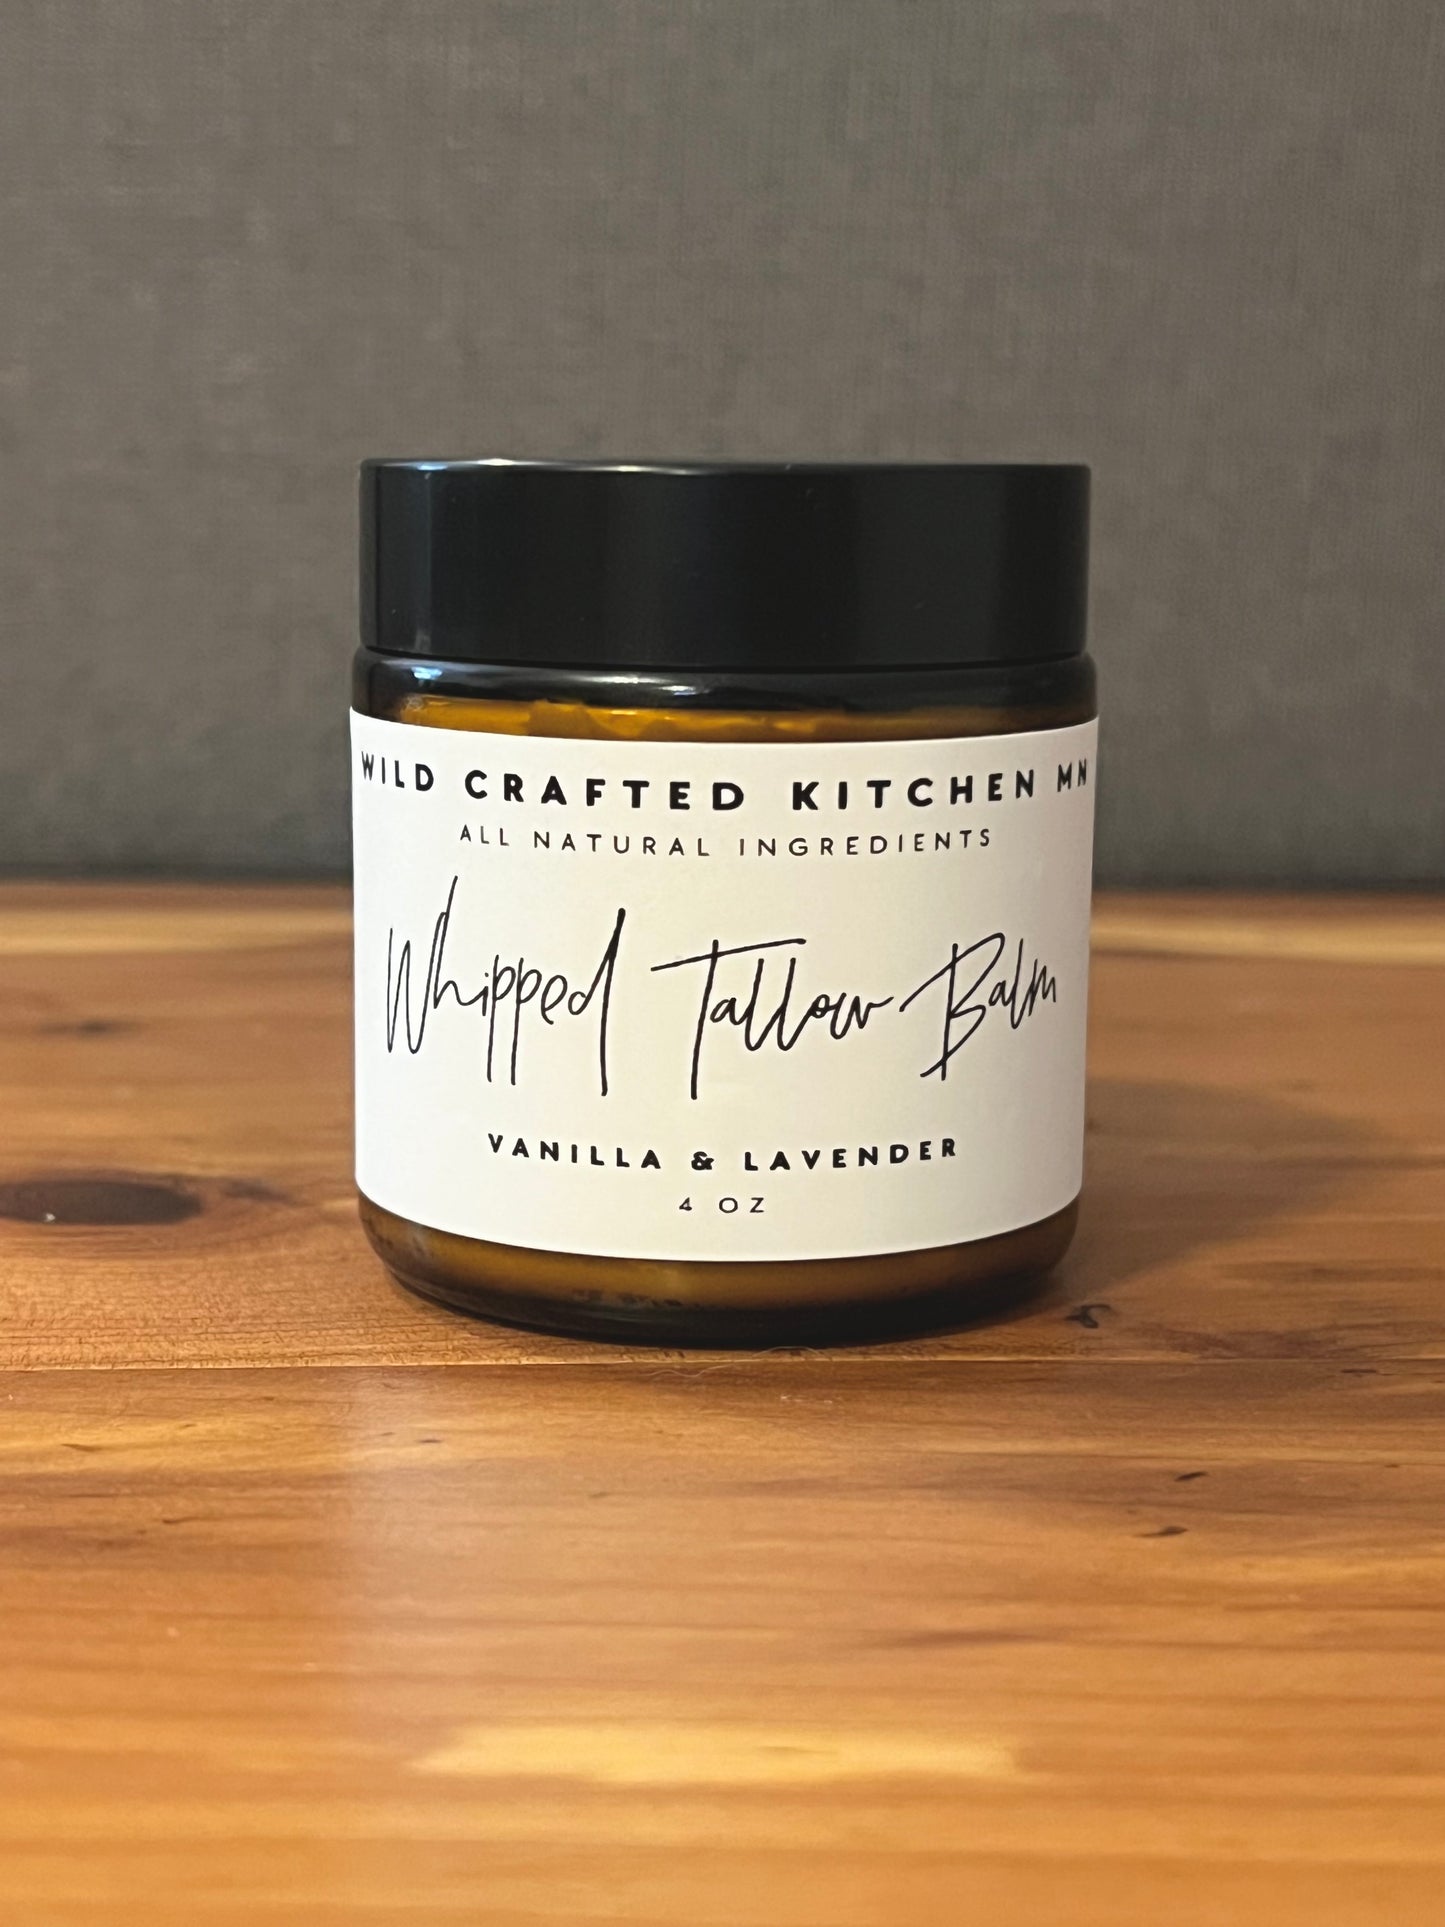 WILD CRAFTED KITCHEN MN
ALL NATURAL INGREDIENTS
Whipped Tallow Balm
VANILLA & LAVENDER
4 OZ